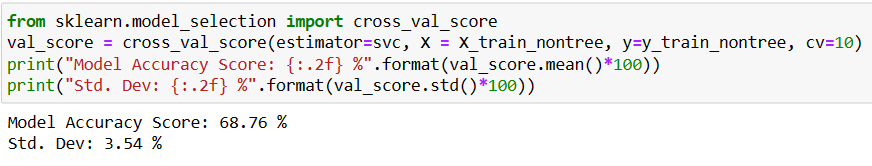 from sklearn.model_selection import cross_val_score
val_score = cross_val_score(estimator=svc, X = X_train_nontree, y=y_train_nontree, cv=10)
print("Model Accuracy Score: {:.2f} %".format(val_score.mean()*100))
print("Std. Dev: {:.2f} %".format(val_score.std()*100))
Model Accuracy Score: 68.76 %
Std. Dev: 3.54 %